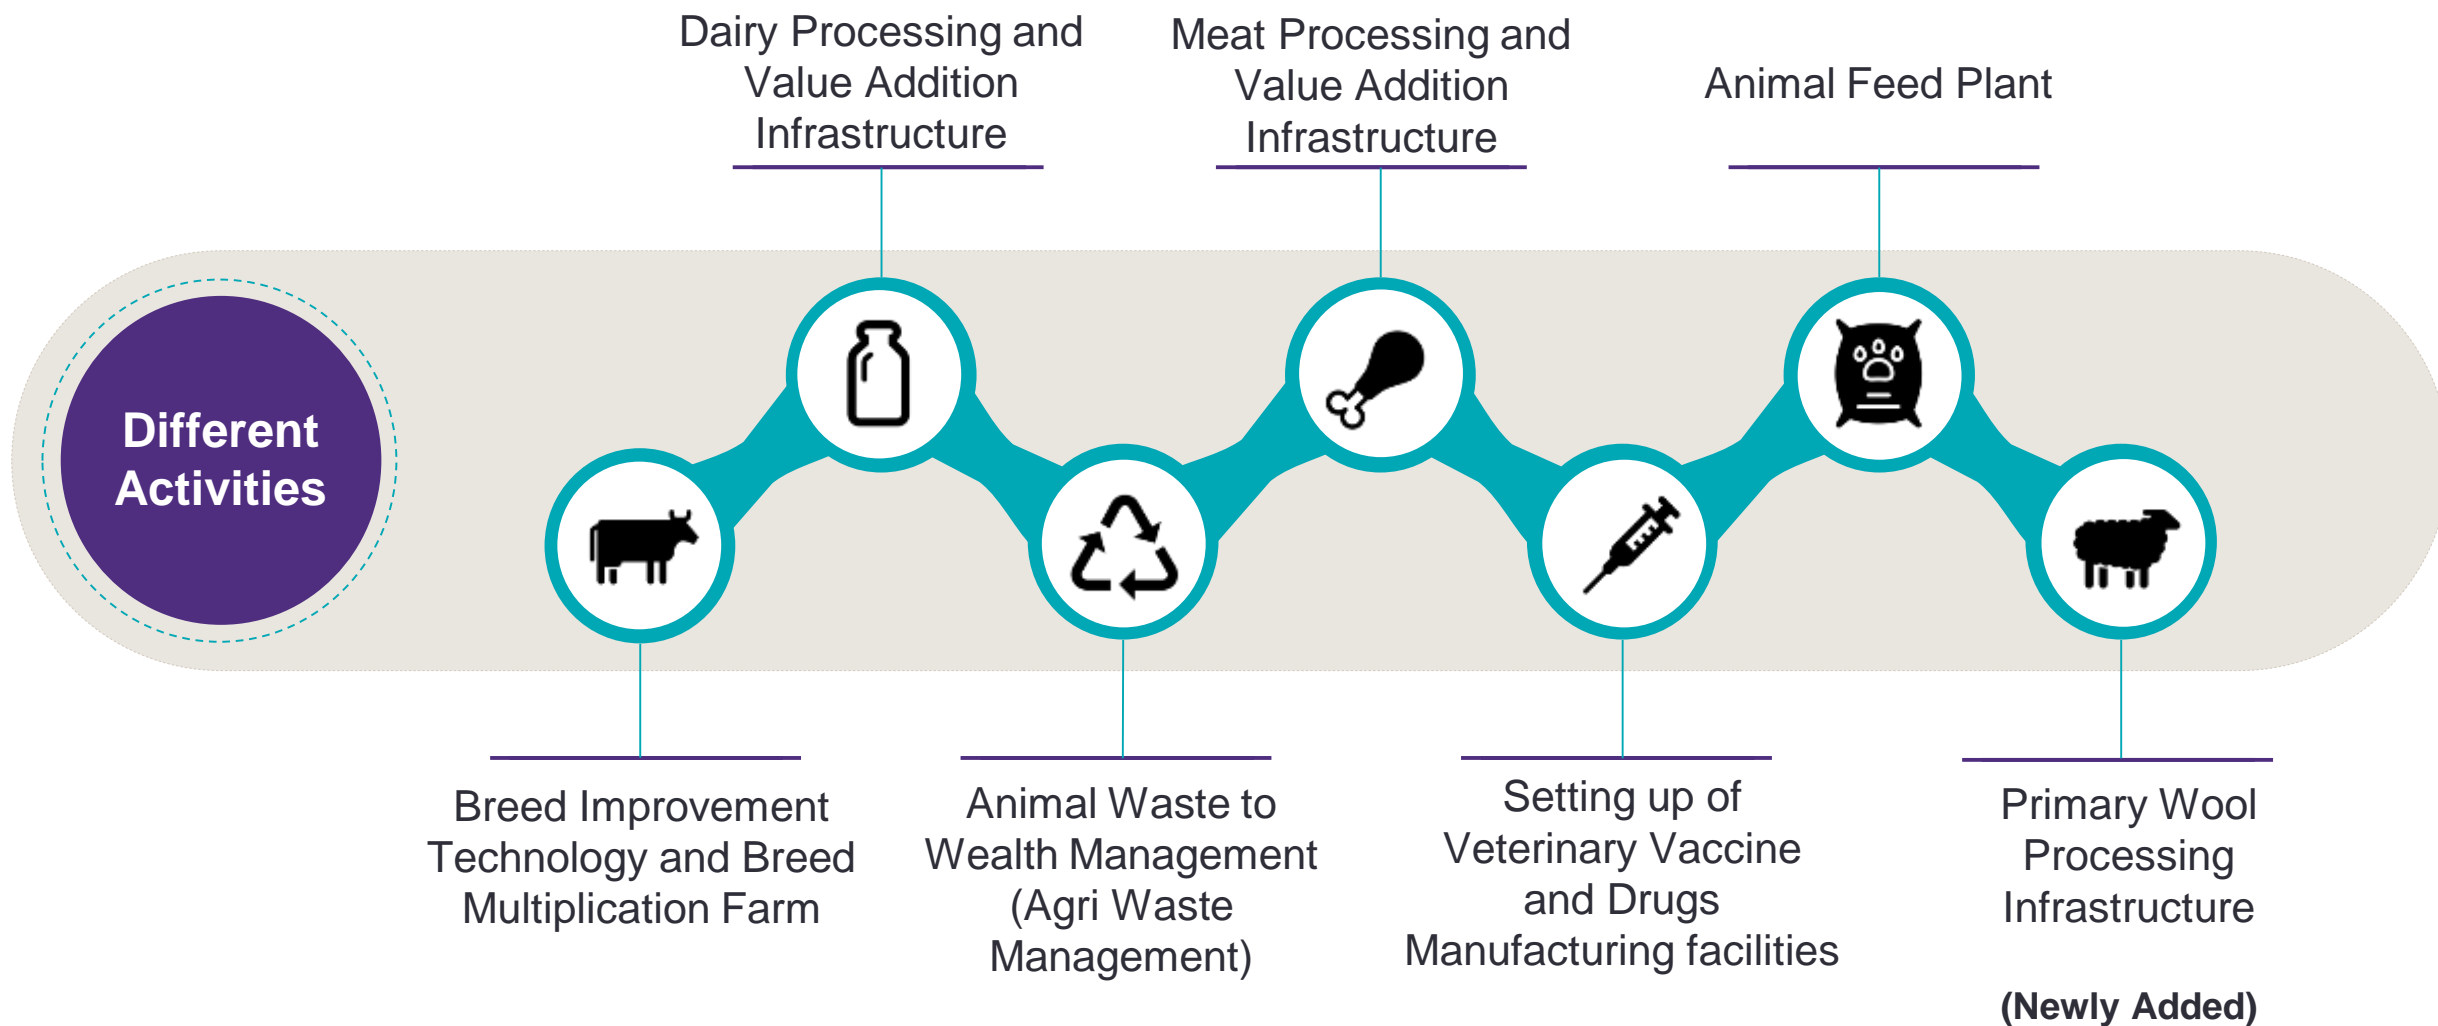 Dairy Processing and
Value Addition
Infrastructure
Meat Processing and
Value Addition
Infrastructure
Animal Feed Plant
Different
Activities
Breed Improvement
Technology and Breed
Multiplication Farm
Animal Waste to
Wealth Management
(Agri Waste
Management)
Setting up of
Veterinary Vaccine
and Drugs
Manufacturing facilities
Primary Wool
Processing
Infrastructure
(Newly Added)